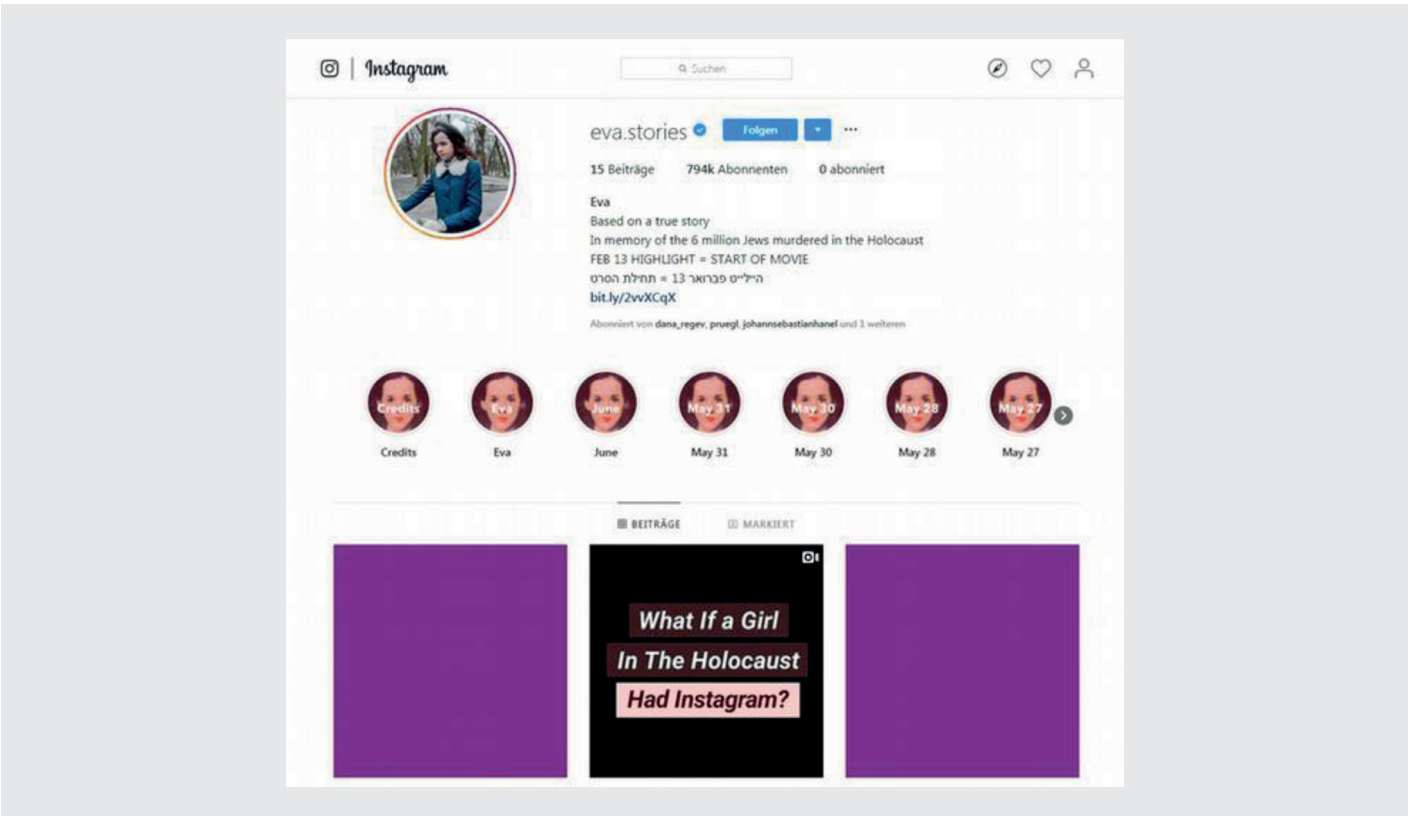 Instagram
Suchen
eva.stories
Folgen
15 Beiträge 794k Abonnenten 0 abonniert
Eva
Based on a true story
In memory of the 6 million Jews murdered in the Holocaust
FEB 13 HIGHLIGHT = START OF MOVIE
היילייט פברואר 13 = תחילת הסרט
bit.ly/2vvXCqX
Abonniert von dana_regev, pruegl, johannsebastianhanel und 1 weiteren
Credits Eva June May 31 May 30 May 28 May 27
Credits Eva June May 31 May 30 May 28 May 27
BEITRÄGE MARKIERT
What If a Girl
In The Holocaust
Had Instagram?